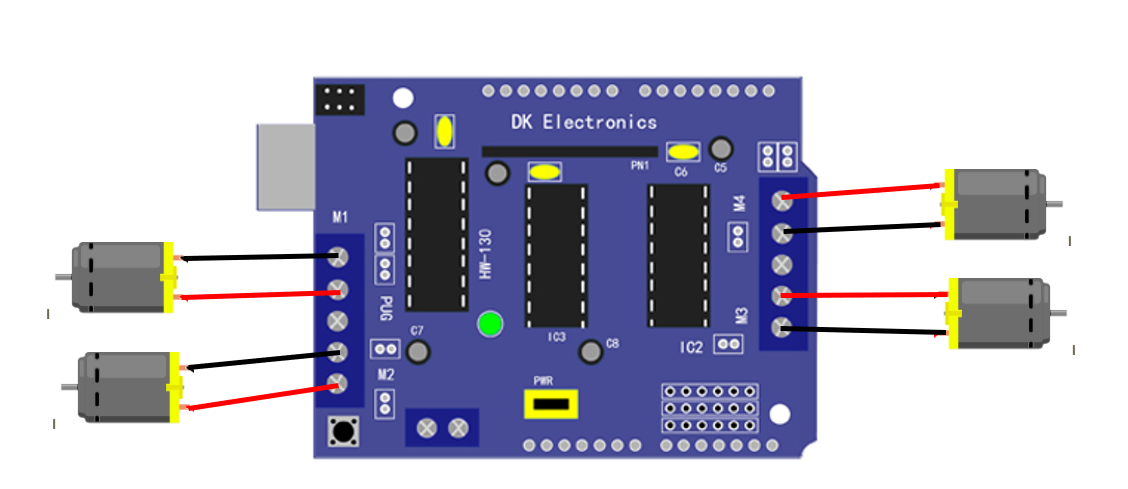 DK Electronics
PN1
C6
C5
M4
M1
HW-130
PUG
C7
IC3
C8
M3
IC2
M2
PWR